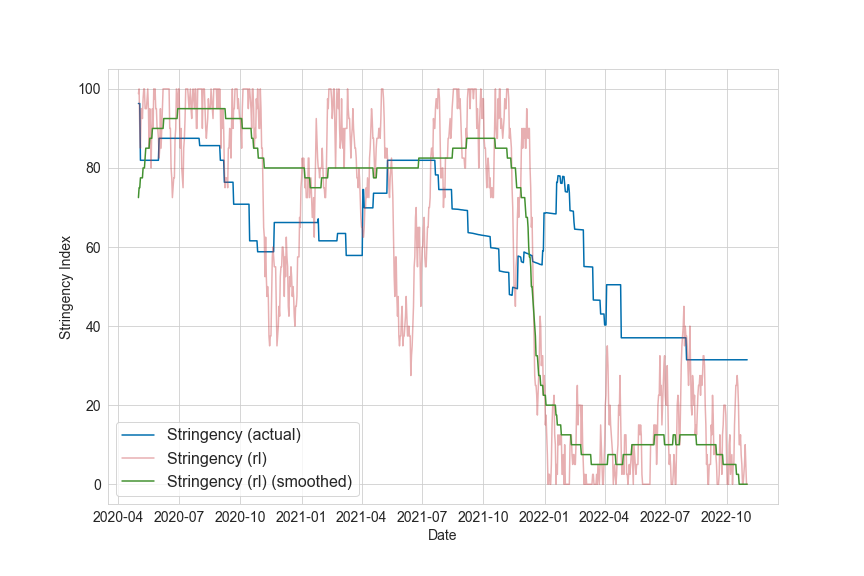 100
80
60
40
20
0
Stringency Index
Stringency (actual)
Stringency (rl)
Stringency (rl) (smoothed)
2020-04 2020-07 2020-10 2021-01 2021-04 2021-07 2021-10 2022-01 2022-04 2022-07 2022-10
Date